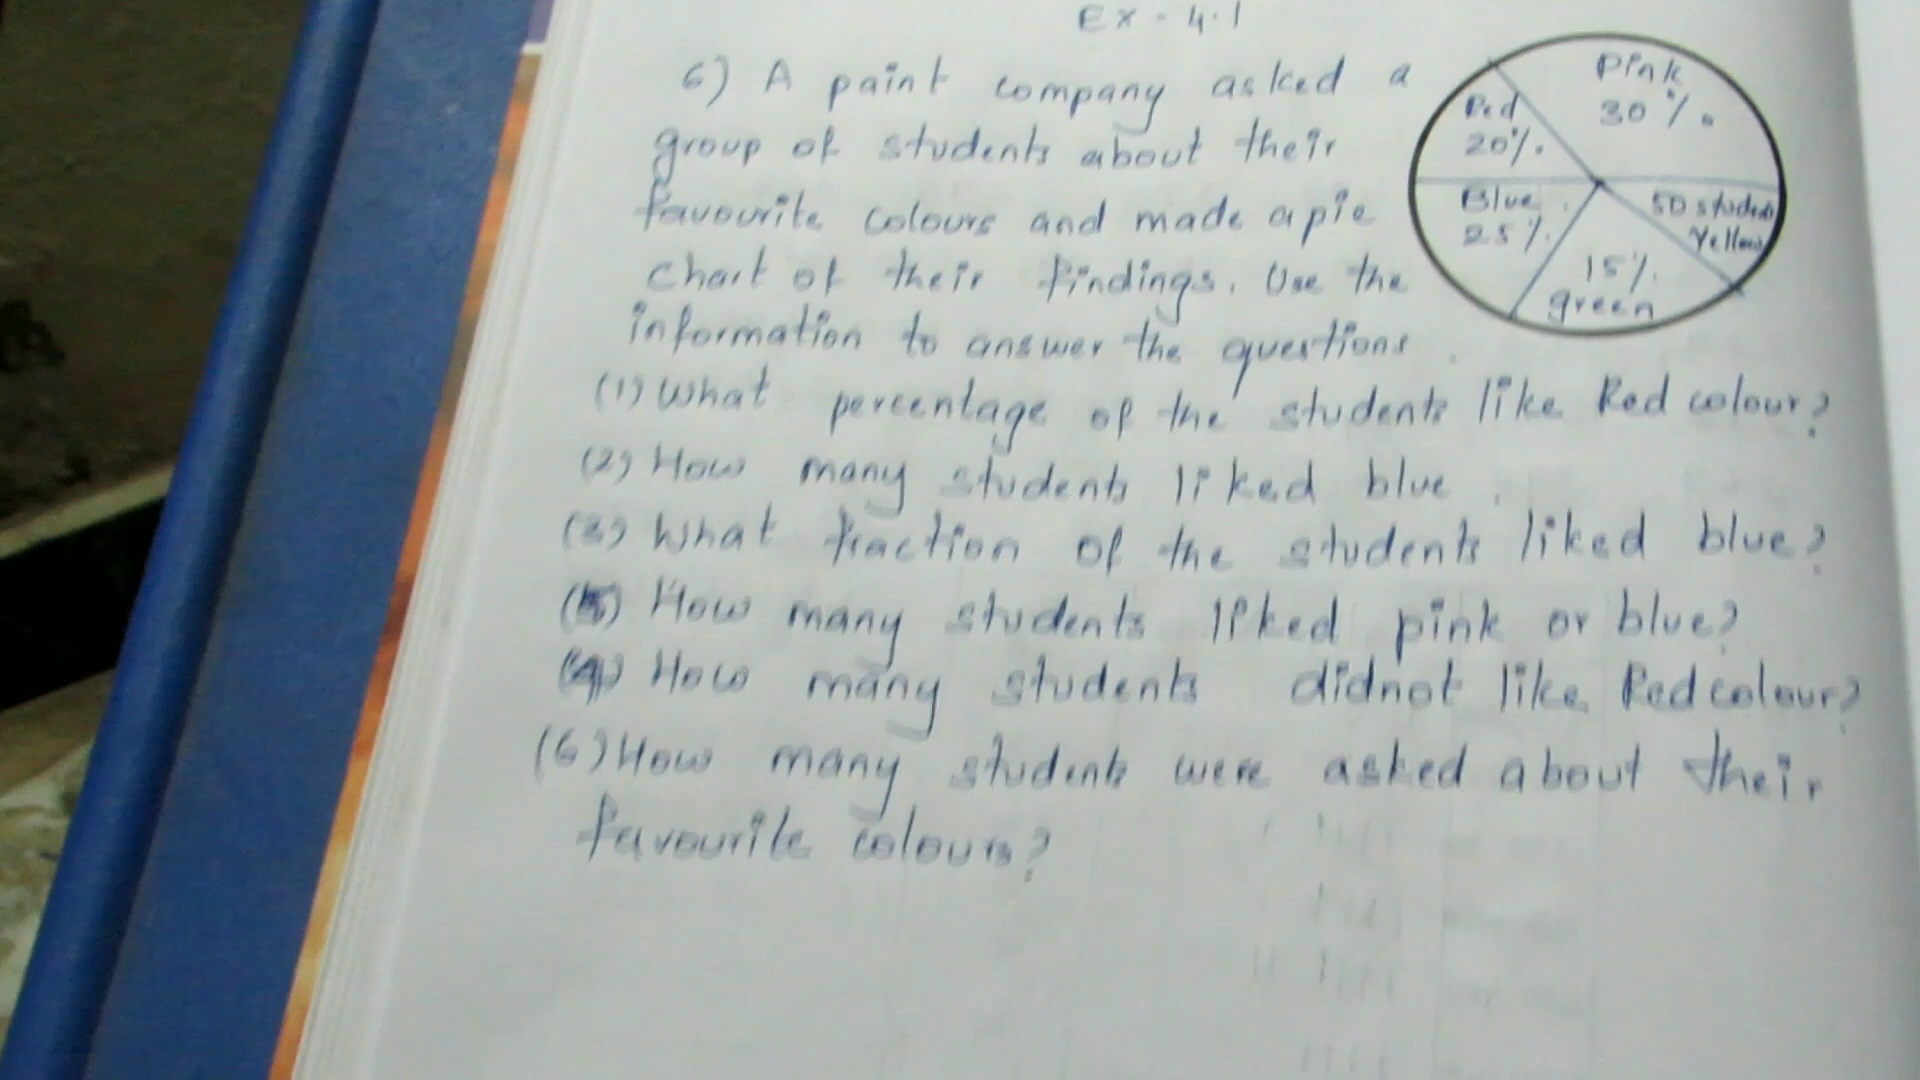 Ex - 4.1
6) A paint company asked a
group of students about their
favourite colours and made a pie
chart of their findings. Use the
information to answer the questions.
(1) What percentage of the students like Red colour?
(2) How many students liked blue.
(3) What fraction of the students liked blue?
(5) How many students liked pink or blue?
(4) How many students didnot like Red colour?
(6) How many students were asked about their
favourite colours?
Pink
30%.
Red
20%.
Blue
25%.
50 students
Yellow
15%.
green